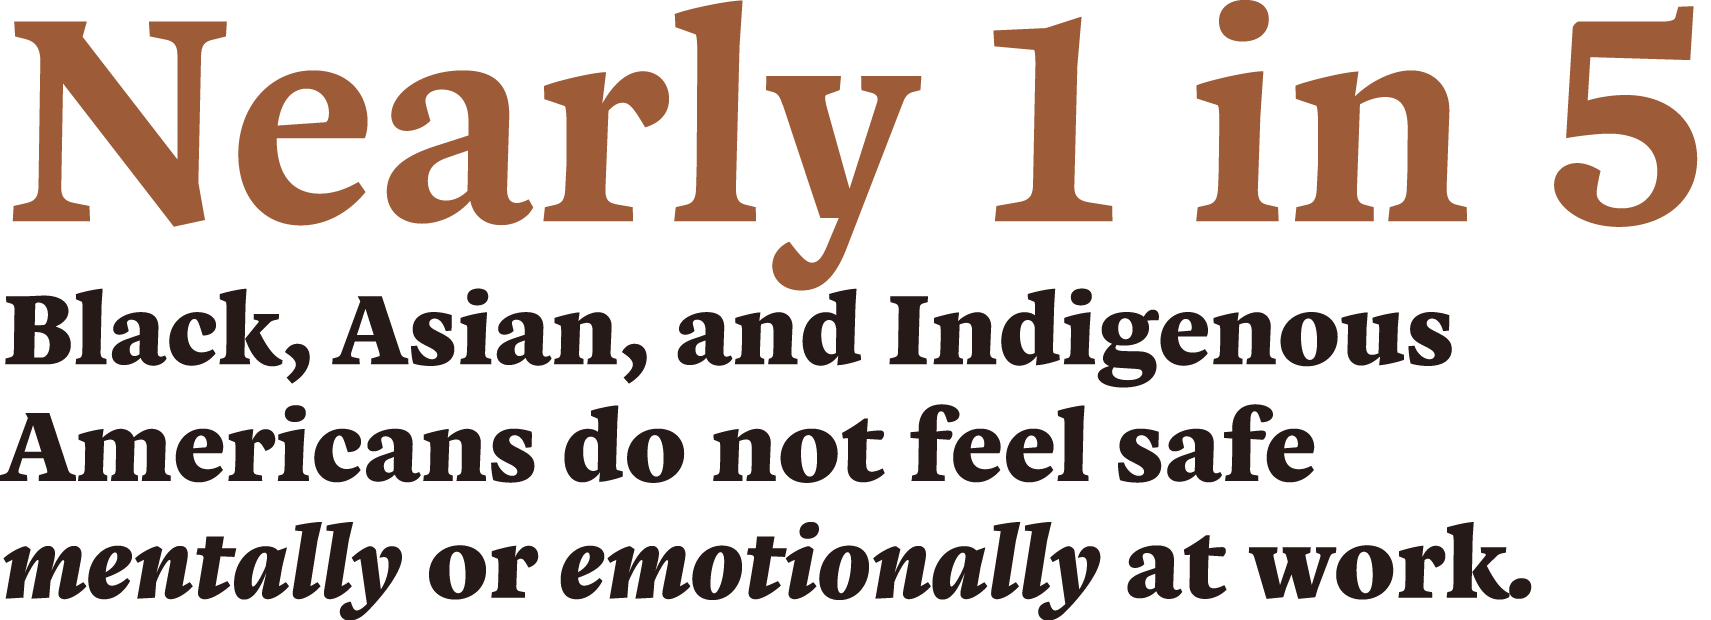 Nearly 1 in 5
Black, Asian, and Indigenous
Americans do not feel safe
mentally or emotionally at work.